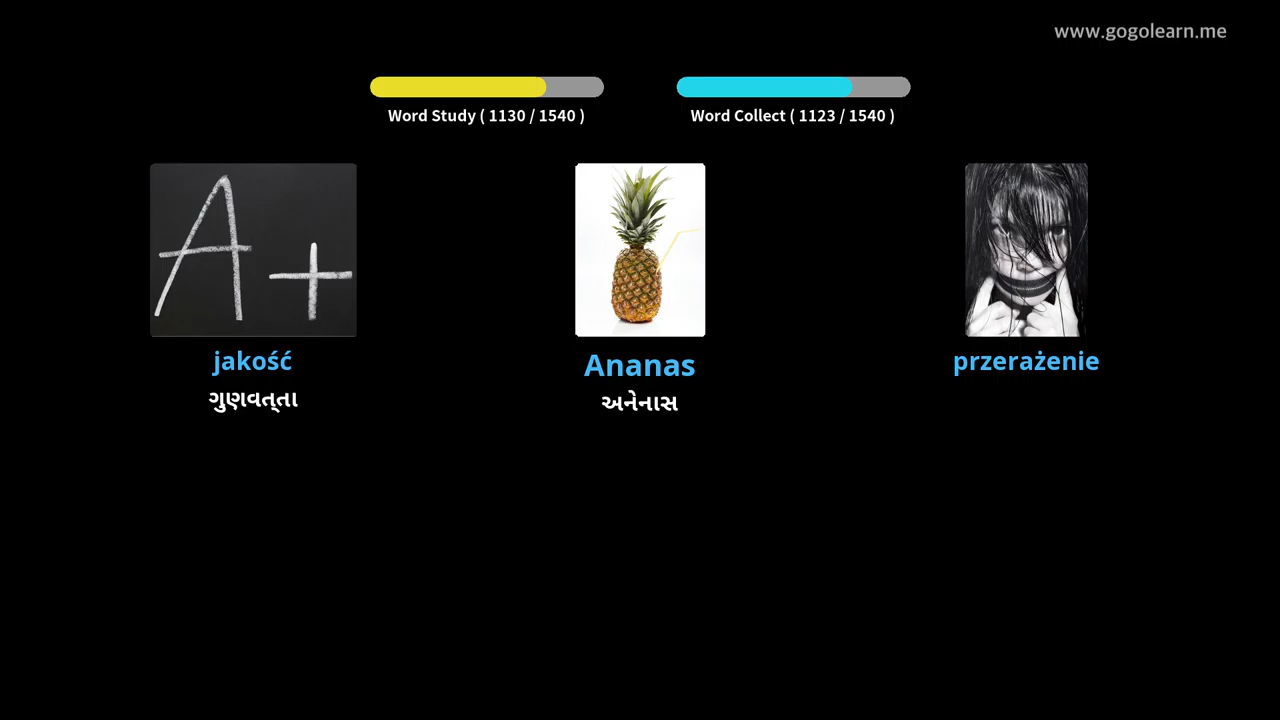 www.gogolearn.me
Word Study ( 1130 / 1540 )
Word Collect ( 1123 / 1540 )
A+
jakość
Ananas
przerażenie
ગુણવત્તા
અનેનાસ